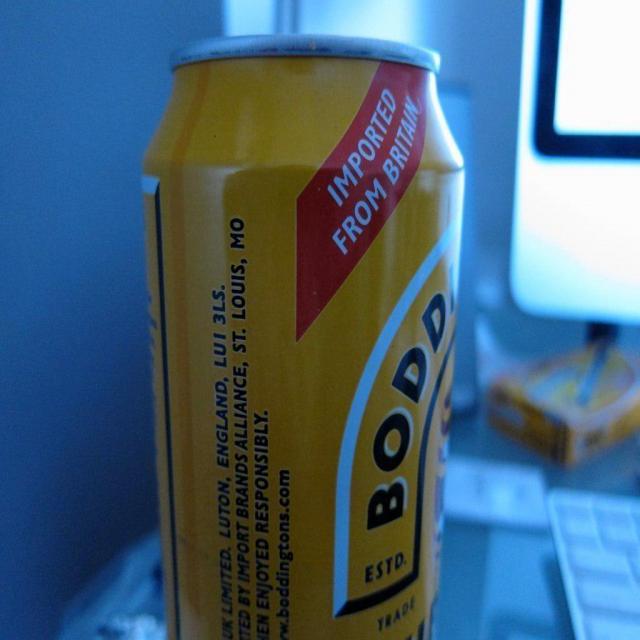 IMPORTED
FROM BRITAIN
UK LIMITED, LUTON, ENGLAND, LU1 3LS.
BY IMPORT BRANDS ALLIANCE, ST. LOUIS, MO
ENJOYED RESPONSIBLY.
.boddingtons.com
BODD
ESTD.
TRADE